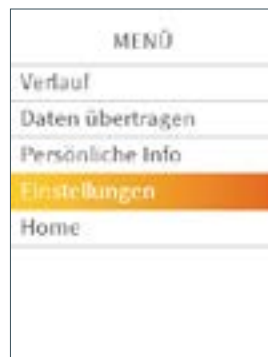 MENÜ
Verlauf
Daten übertragen
Persönliche Info
Einstellungen
Home